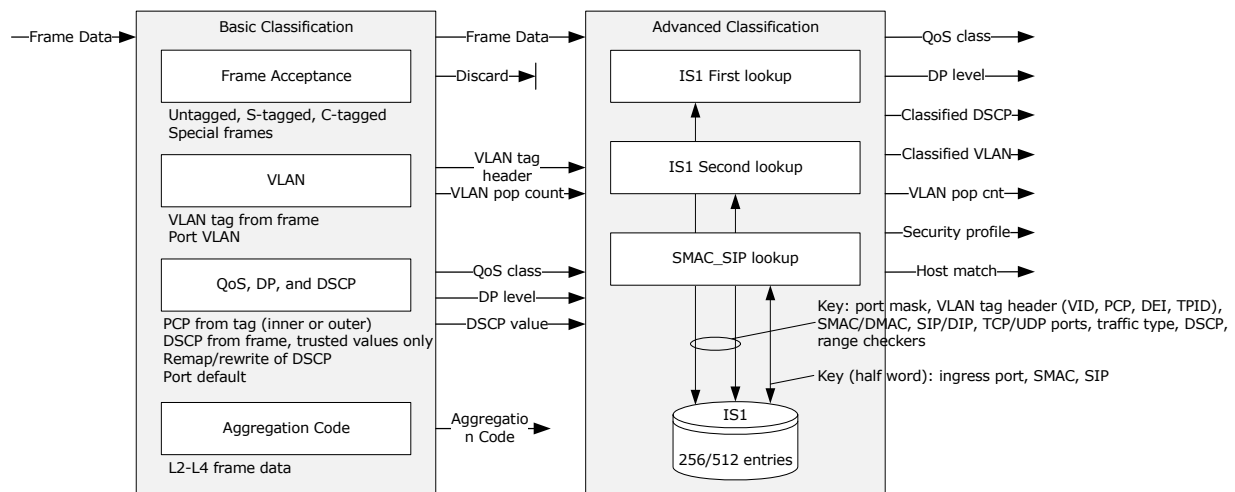 Basic Classification
Advanced Classification
Frame Data
Frame Data
QoS class
Frame Acceptance
Discard
IS1 First lookup
DP level
Untagged, S-tagged, C-tagged
Special frames
Classified DSCP
VLAN
VLAN tag
header
VLAN pop count
IS1 Second lookup
Classified VLAN
VLAN pop cnt
VLAN tag from frame
Port VLAN
Security profile
QoS, DP, and DSCP
QoS class
DP level
DSCP value
SMAC_SIP lookup
Host match
PCP from tag (inner or outer)
DSCP from frame, trusted values only
Remap/rewrite of DSCP
Port default
Key: port mask, VLAN tag header (VID, PCP, DEI, TPID),
SMAC/DMAC, SIP/DIP, TCP/UDP ports, traffic type, DSCP,
range checkers
Key (half word): ingress port, SMAC, SIP
Aggregation Code
Aggregatio
n Code
IS1
256/512 entries
L2-L4 frame data